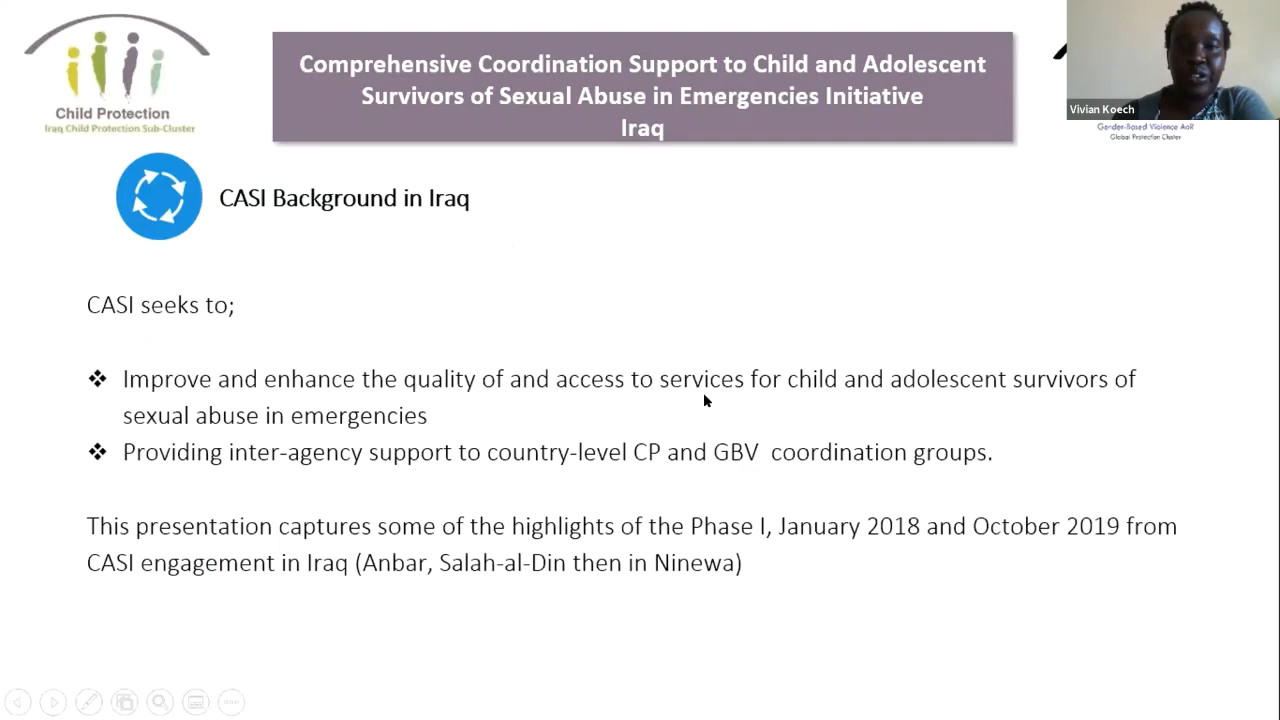 Comprehensive Coordination Support to Child and Adolescent
Survivors of Sexual Abuse in Emergencies Initiative
Iraq
Child Protection
Iraq Child Protection Sub-Cluster
Vivian Koech
Gender-Based Violence AoR
Global Protection Cluster
CASI Background in Iraq
CASI seeks to;
❖ Improve and enhance the quality of and access to services for child and adolescent survivors of
sexual abuse in emergencies
❖ Providing inter-agency support to country-level CP and GBV  coordination groups.
This presentation captures some of the highlights of the Phase I, January 2018 and October 2019 from
CASI engagement in Iraq (Anbar, Salah-al-Din then in Ninewa)